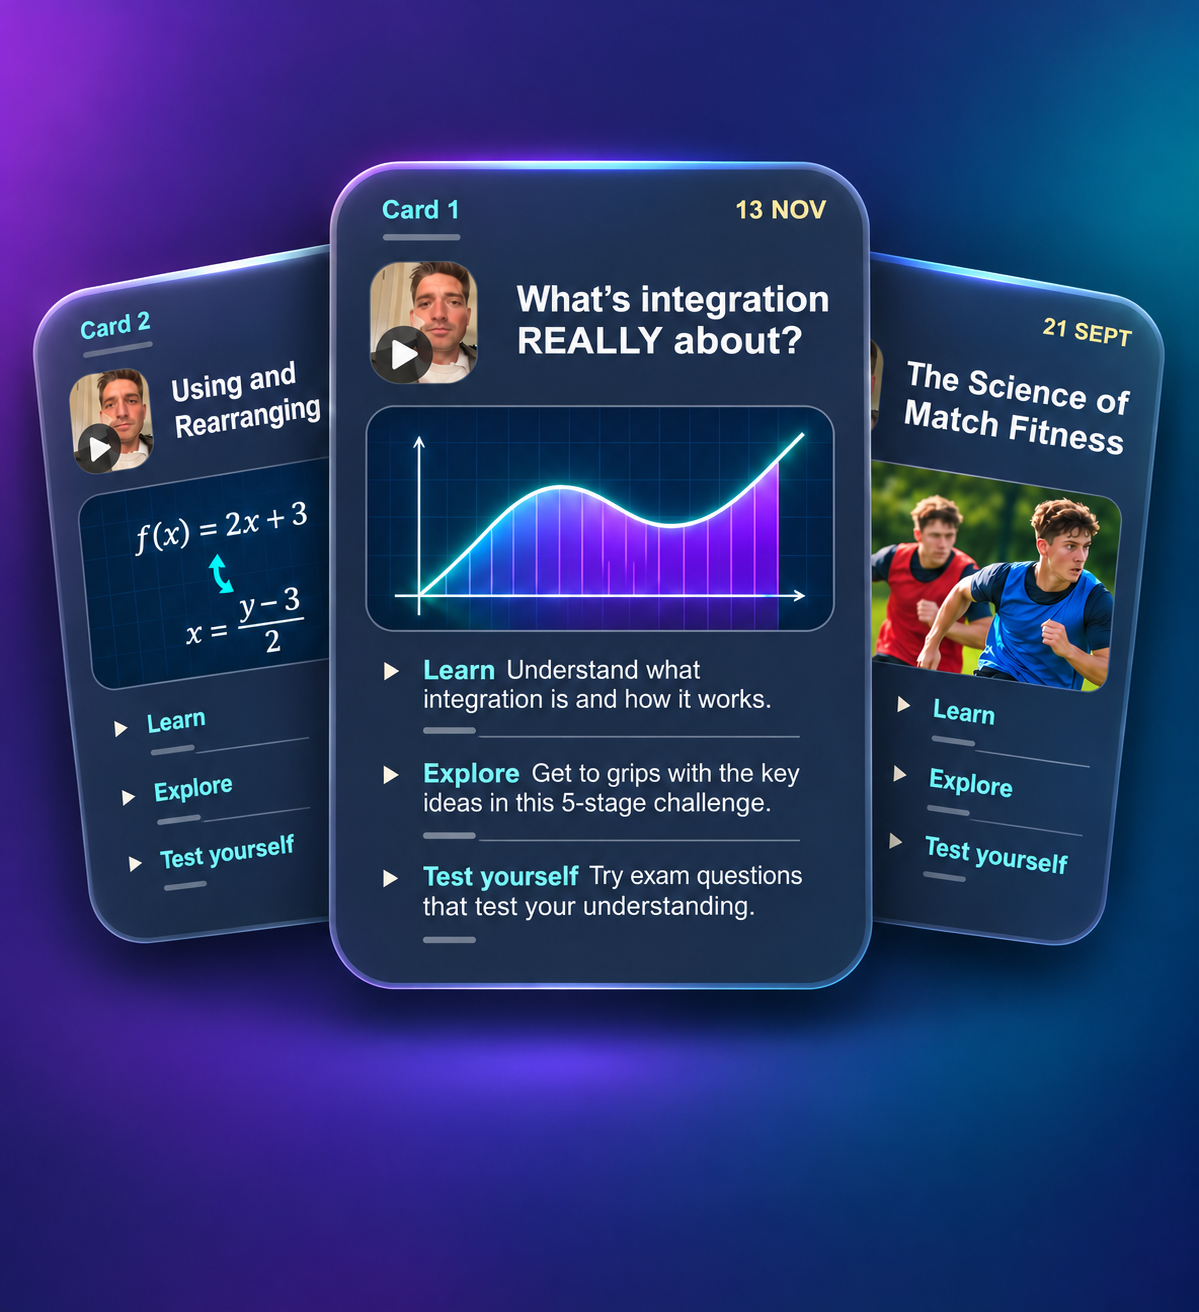 Card 1
13 NOV
What's integration
REALLY about?
Learn Understand what
integration is and how it works.
Explore Get to grips with the key
ideas in this 5-stage challenge.
Test yourself Try exam questions
that test your understanding.
Card 2
Using and
Rearranging
f(x) = 2x + 3
x = \frac{y – 3}{2}
Learn
Explore
Test yourself
21 SEPT
The Science of
Match Fitness
Learn
Explore
Test yourself